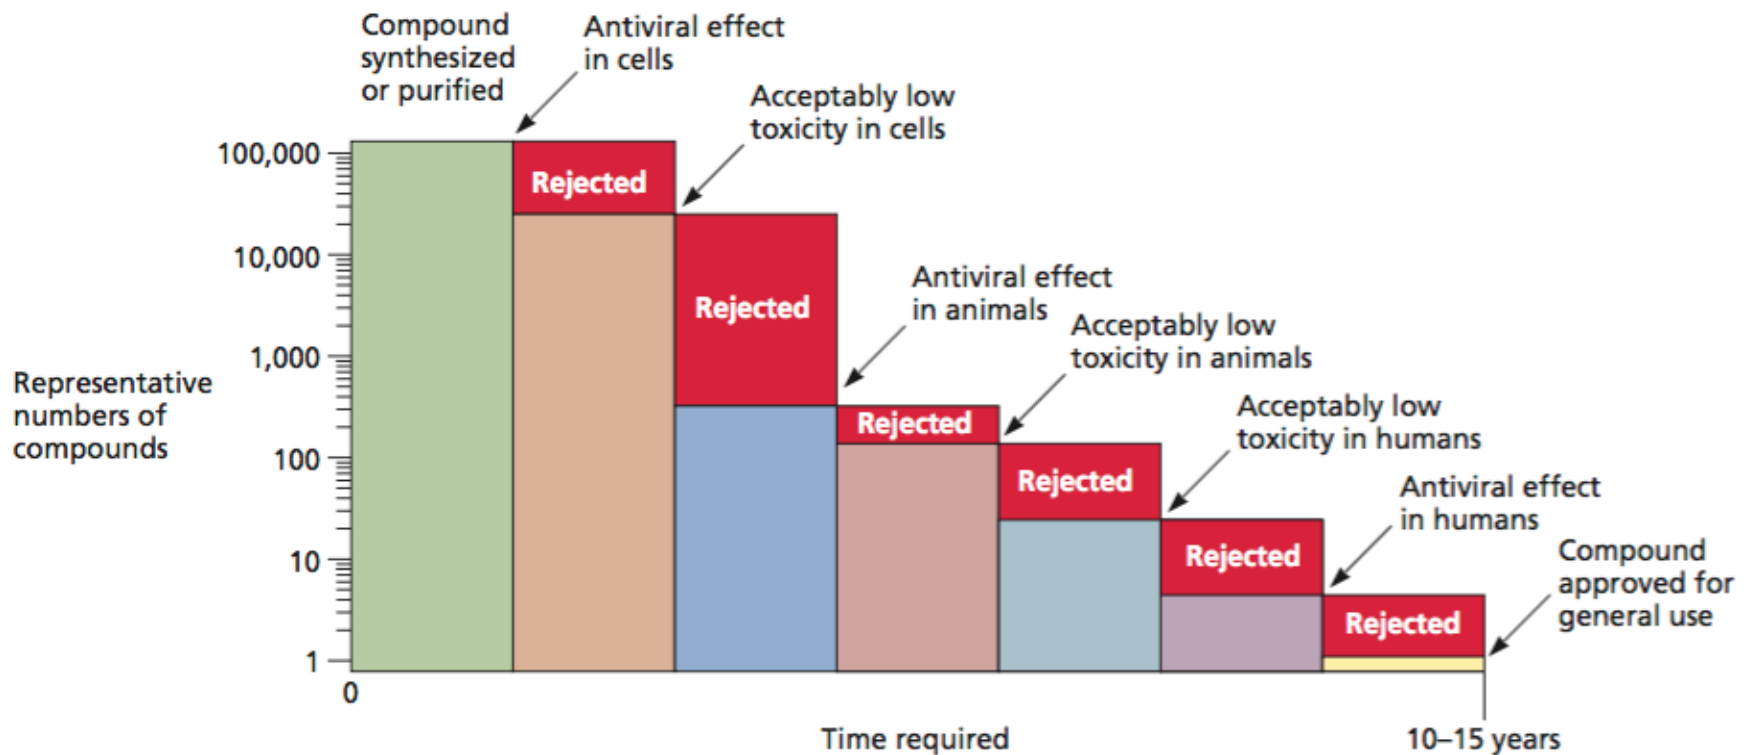 Compound
synthesized
or purified
Antiviral effect
in cells
Acceptably low
toxicity in cells
Antiviral effect
in animals
Acceptably low
toxicity in animals
Acceptably low
toxicity in humans
Antiviral effect
in humans
Compound
approved for
general use
Representative
numbers of
compounds
100,000
10,000
1,000
100
10
1
Rejected
Rejected
Rejected
Rejected
Rejected
Rejected
0
Time required
10–15 years